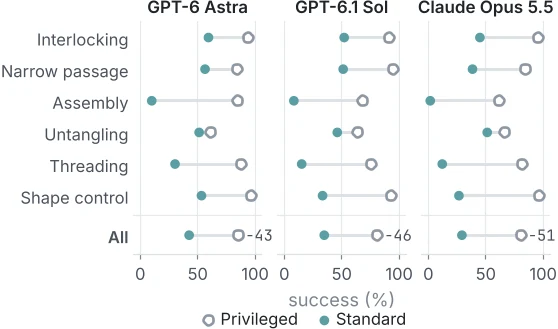 GPT-6 Astra GPT-6.1 Sol Claude Opus 5.5
Interlocking
Narrow passage
Assembly
Untangling
Threading
Shape control
All -43 -46 -51
0 50 100 0 50 100 0 50 100
success (%)
Privileged Standard